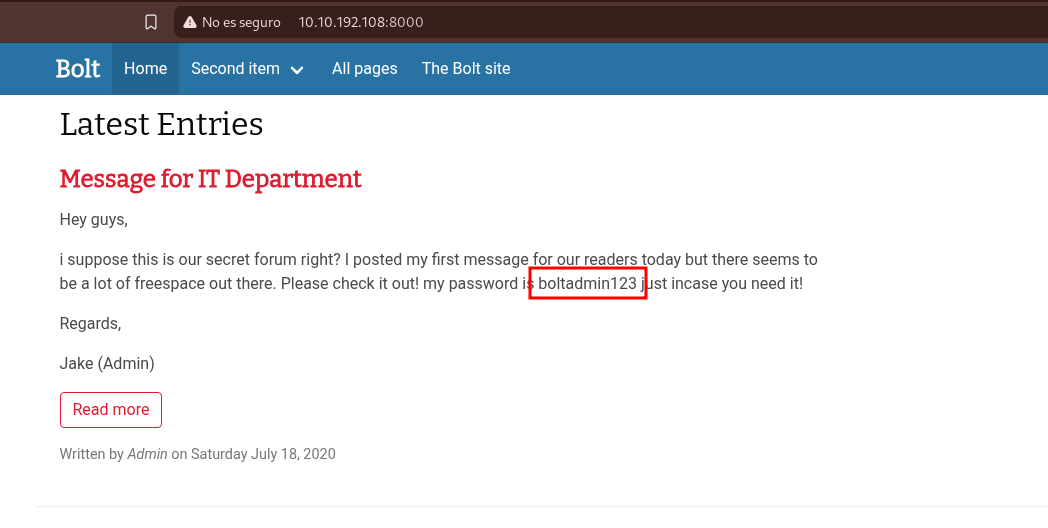 No es seguro 10.10.192.108:8000
Bolt Home Second item All pages The Bolt site
Latest Entries
Message for IT Department
Hey guys,
i suppose this is our secret forum right? I posted my first message for our readers today but there seems to
be a lot of freespace out there. Please check it out! my password is boltadmin123 just incase you need it!
Regards,
Jake (Admin)
Read more
Written by Admin on Saturday July 18, 2020